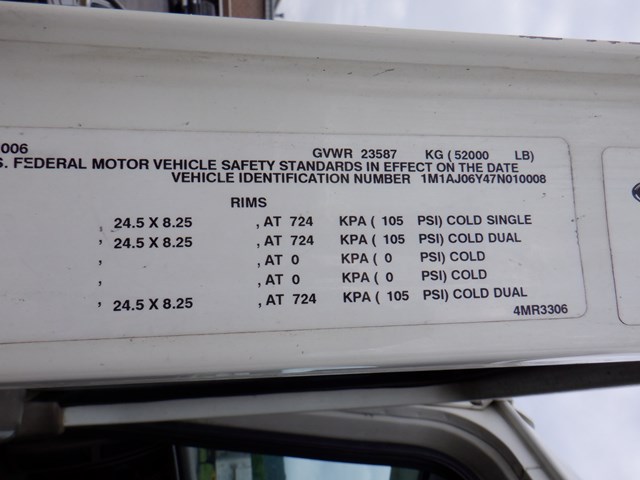 006 GVWR 23587 KG ( 52000 LB)
S. FEDERAL MOTOR VEHICLE SAFETY STANDARDS IN EFFECT ON THE DATE
VEHICLE IDENTIFICATION NUMBER 1M1AJ06Y47N010008
RIMS
, 24.5 X 8.25 , AT 724 KPA ( 105 PSI) COLD SINGLE
, 24.5 X 8.25 , AT 724 KPA ( 105 PSI) COLD DUAL
, , AT 0 KPA ( 0 PSI) COLD
, , AT 0 KPA ( 0 PSI) COLD
, 24.5 X 8.25 , AT 724 KPA ( 105 PSI) COLD DUAL
4MR3306